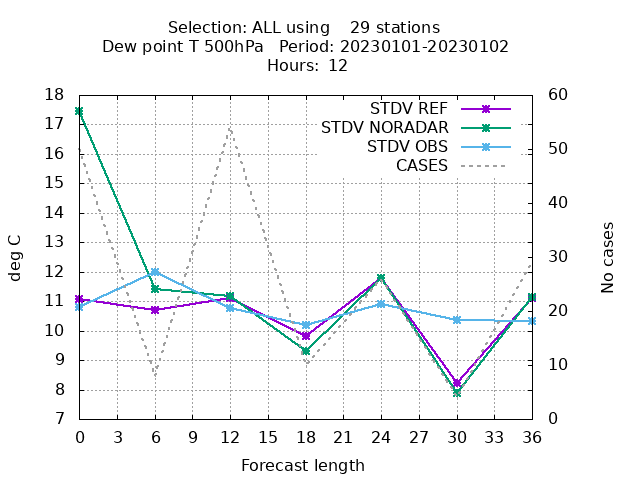 Selection: ALL using    29 stations
Dew point T 500hPa   Period: 20230101-20230102
Hours: 12
STDV REF
STDV NORADAR
STDV OBS
CASES
deg C
18
17
16
15
14
13
12
11
10
9
8
7
60
50
40
30
20
10
0
No cases
0 3 6 9 12 15 18 21 24 27 30 33 36
Forecast length